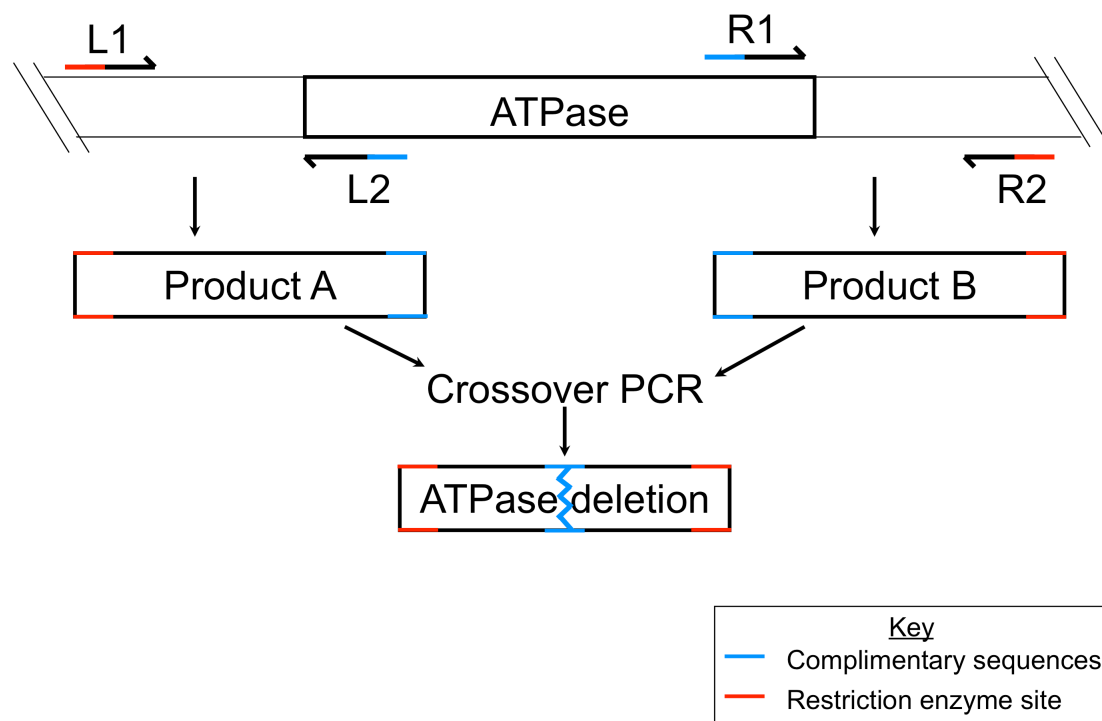 L1
R1
ATPase
L2
R2
Product A
Product B
Crossover PCR
ATPase deletion
Key
Complimentary sequences
Restriction enzyme site